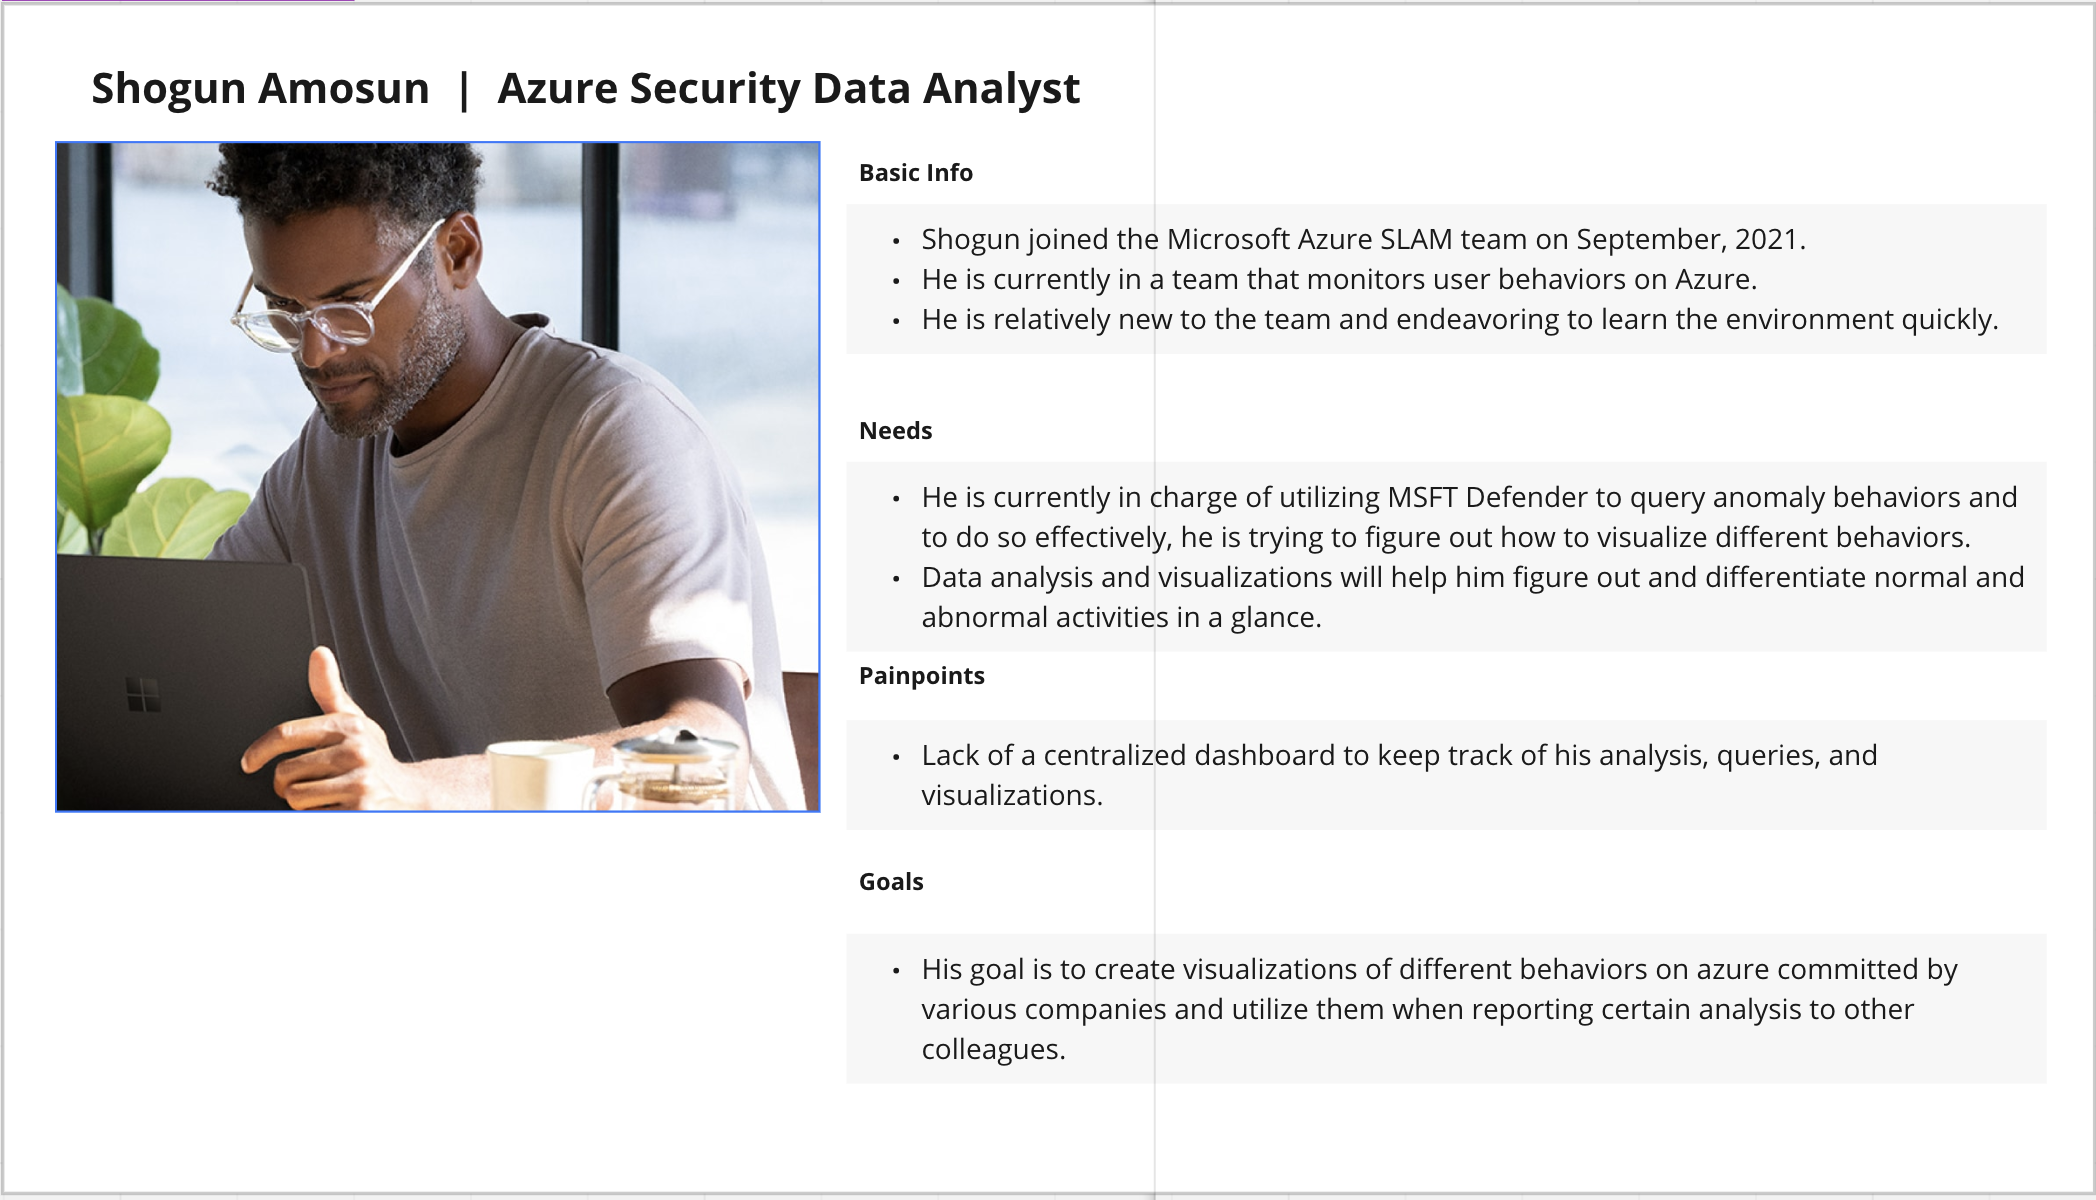 Shogun Amosun | Azure Security Data Analyst
Basic Info
• Shogun joined the Microsoft Azure SLAM team on September, 2021.
• He is currently in a team that monitors user behaviors on Azure.
• He is relatively new to the team and endeavoring to learn the environment quickly.
Needs
• He is currently in charge of utilizing MSFT Defender to query anomaly behaviors and
to do so effectively, he is trying to figure out how to visualize different behaviors.
• Data analysis and visualizations will help him figure out and differentiate normal and
abnormal activities in a glance.
Painpoints
• Lack of a centralized dashboard to keep track of his analysis, queries, and
visualizations.
Goals
• His goal is to create visualizations of different behaviors on azure committed by
various companies and utilize them when reporting certain analysis to other
colleagues.